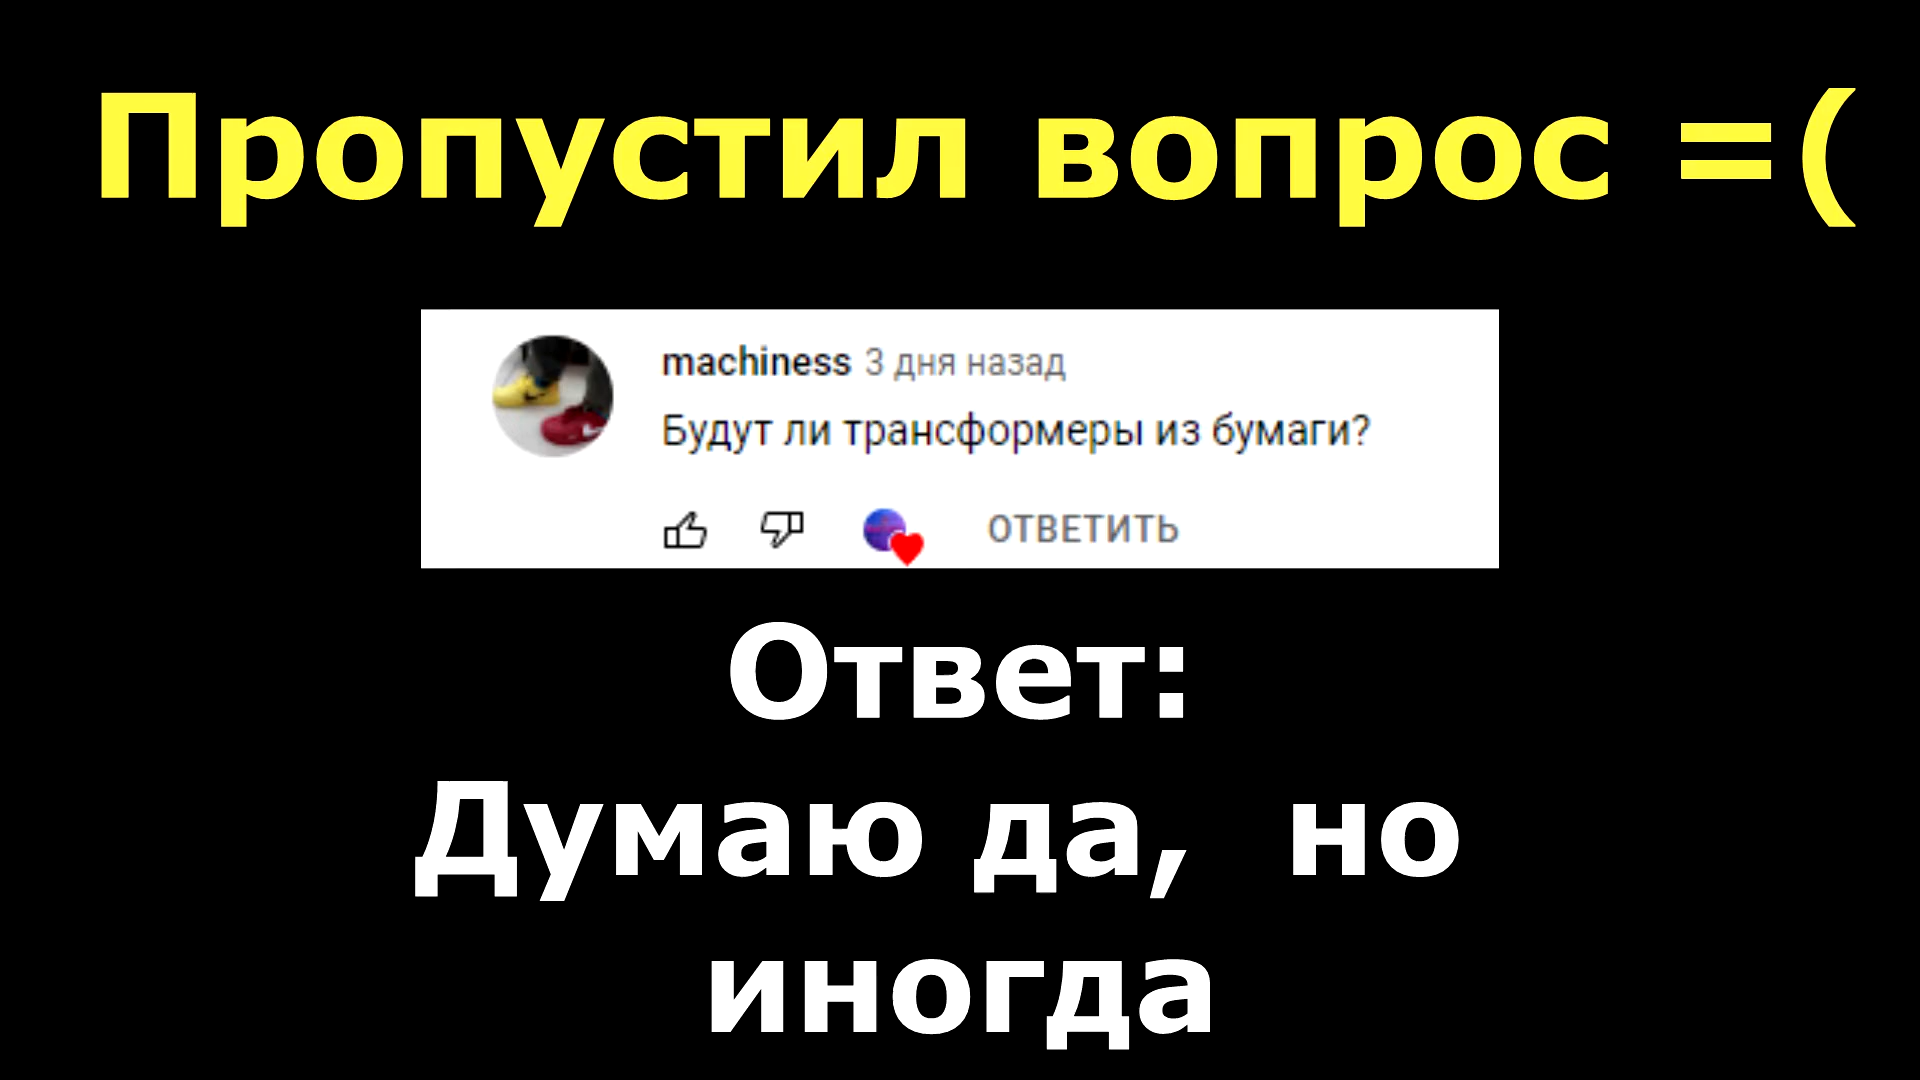 Пропустил вопрос =(
machiness 3 дня назад
Будут ли трансформеры из бумаги?
ОТВЕТИТЬ
Ответ:
Думаю да,  но
иногда